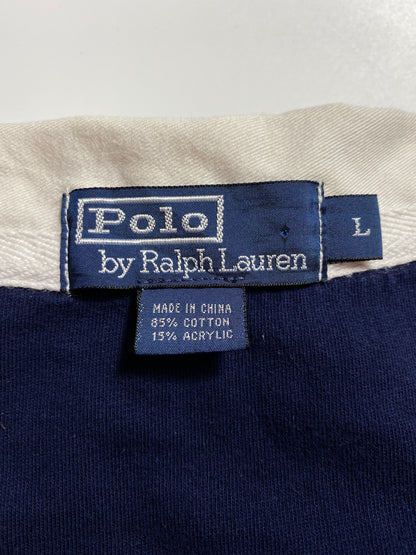 Polo
by Ralph Lauren
L
MADE IN CHINA
85% COTTON
15% ACRYLIC